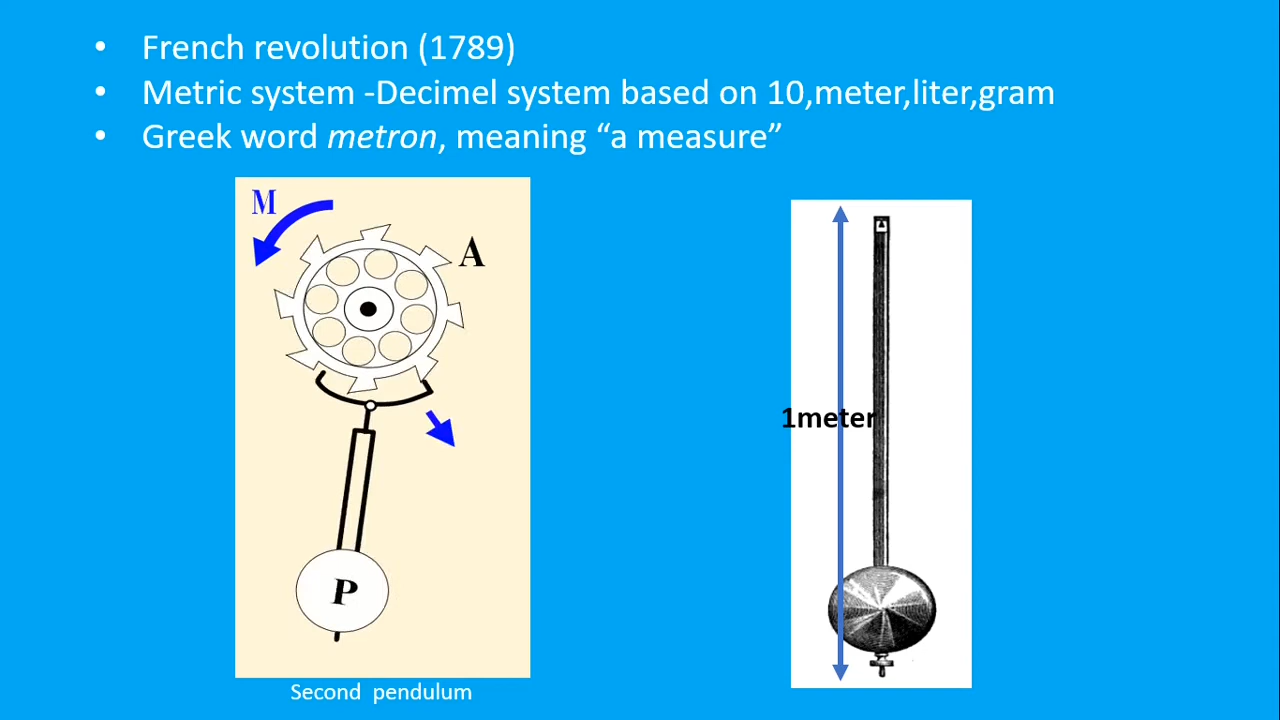 • French revolution (1789)
• Metric system -Decimel system based on 10,meter,liter,gram
• Greek word metron, meaning “a measure”
M
A
P
Second pendulum
1meter